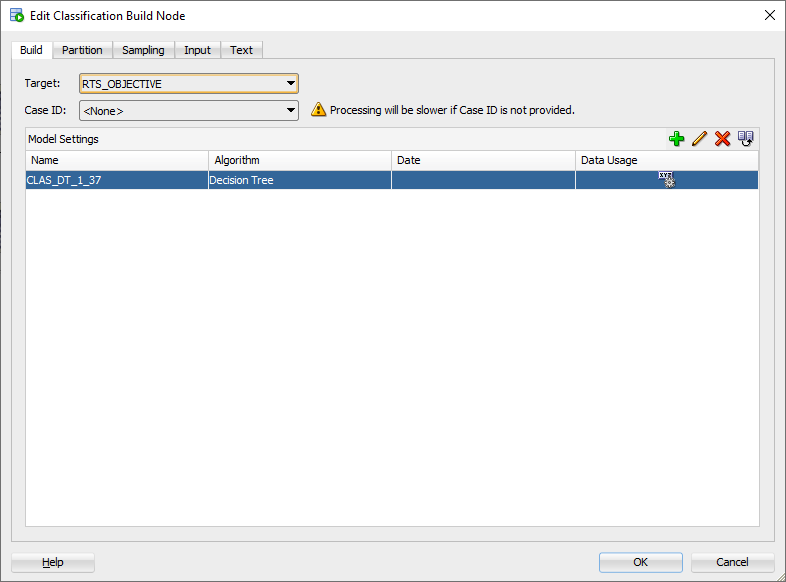 Edit Classification Build Node
Build Partition Sampling Input Text
Target: RTS_OBJECTIVE
Case ID: <None> Processing will be slower if Case ID is not provided.
Model Settings
Name Algorithm Date Data Usage
CLAS_DT_1_37 Decision Tree XYZ
Help OK Cancel